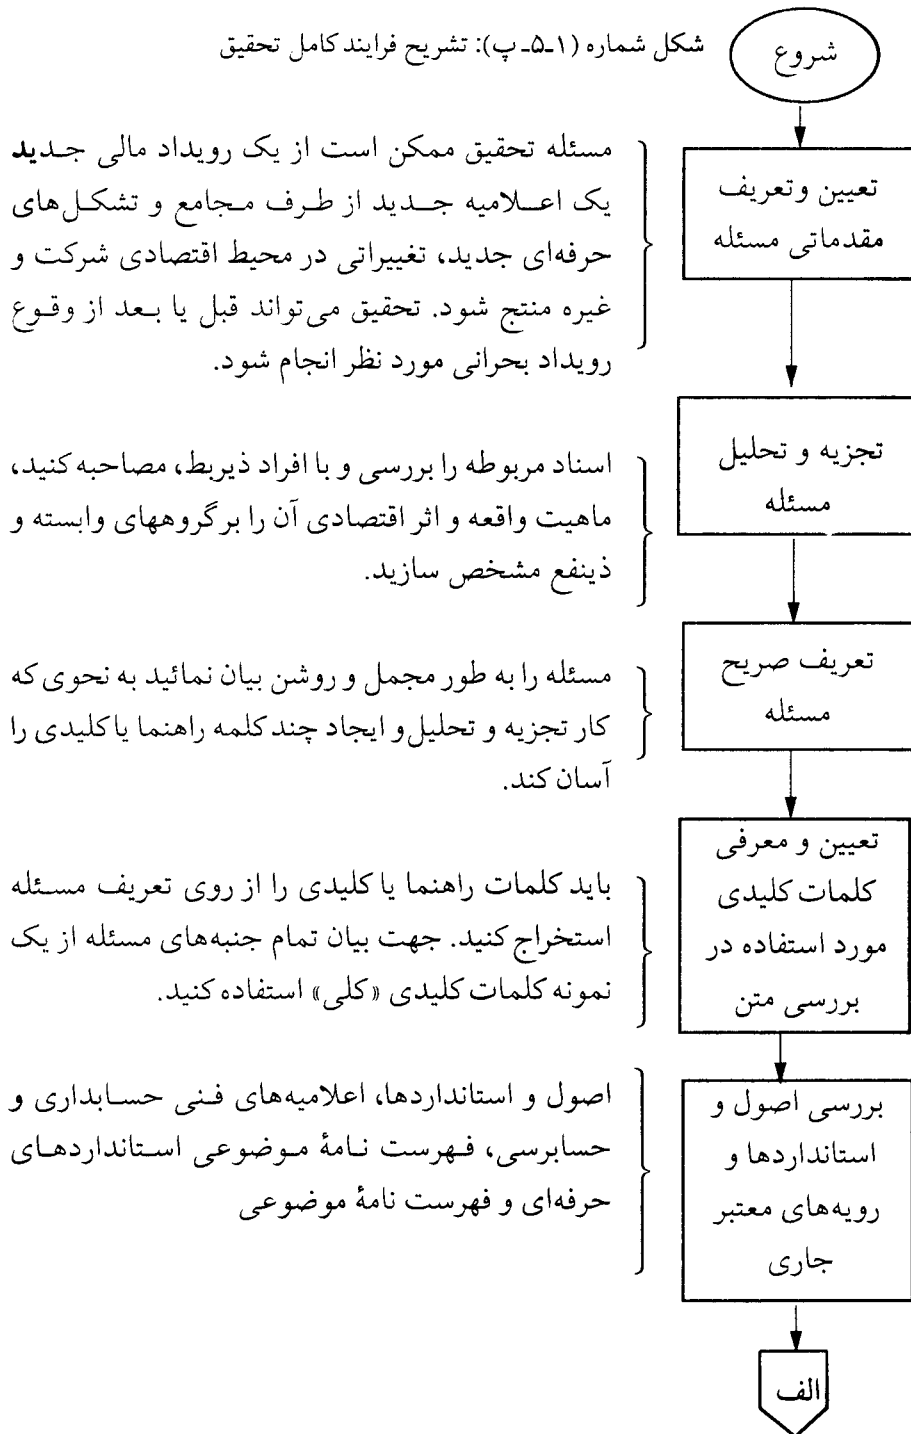 شروع
شکل شماره (۱ـ۵ـ پ): تشریح فرایند کامل تحقیق
تعیین وتعریف
مقدماتی مسئله
مسئله تحقیق ممکن است از یک رویداد مالی جدید
یک اعلامیه جدید از طرف مجامع و تشکل‌های
حرفه‌ای جدید، تغییراتی در محیط اقتصادی شرکت و
غیره منتج شود. تحقیق می‌تواند قبل یا بعد از وقوع
رویداد بحرانی مورد نظر انجام شود.
تجزیه و تحلیل
مسئله
اسناد مربوطه را بررسی و با افراد ذیربط، مصاحبه کنید،
ماهیت واقعه و اثر اقتصادی آن را بر گروههای وابسته و
ذینفع مشخص سازید.
تعریف صریح
مسئله
مسئله را به طور مجمل و روشن بیان نمائید به نحوی که
کار تجزیه و تحلیل و ایجاد چند کلمه راهنما یا کلیدی را
آسان کند.
تعیین و معرفی
کلمات کلیدی
مورد استفاده در
بررسی متن
باید کلمات راهنما یا کلیدی را از روی تعریف مسئله
استخراج کنید. جهت بیان تمام جنبه‌های مسئله از یک
نمونه کلمات کلیدی «کلی» استفاده کنید.
بررسی اصول و
استانداردها و
رویه‌های معتبر
جاری
اصول و استانداردها، اعلامیه‌های فنی حسابداری و
حسابرسی، فهرست نامهٔ موضوعی استانداردهای
حرفه‌ای و فهرست نامهٔ موضوعی
الف